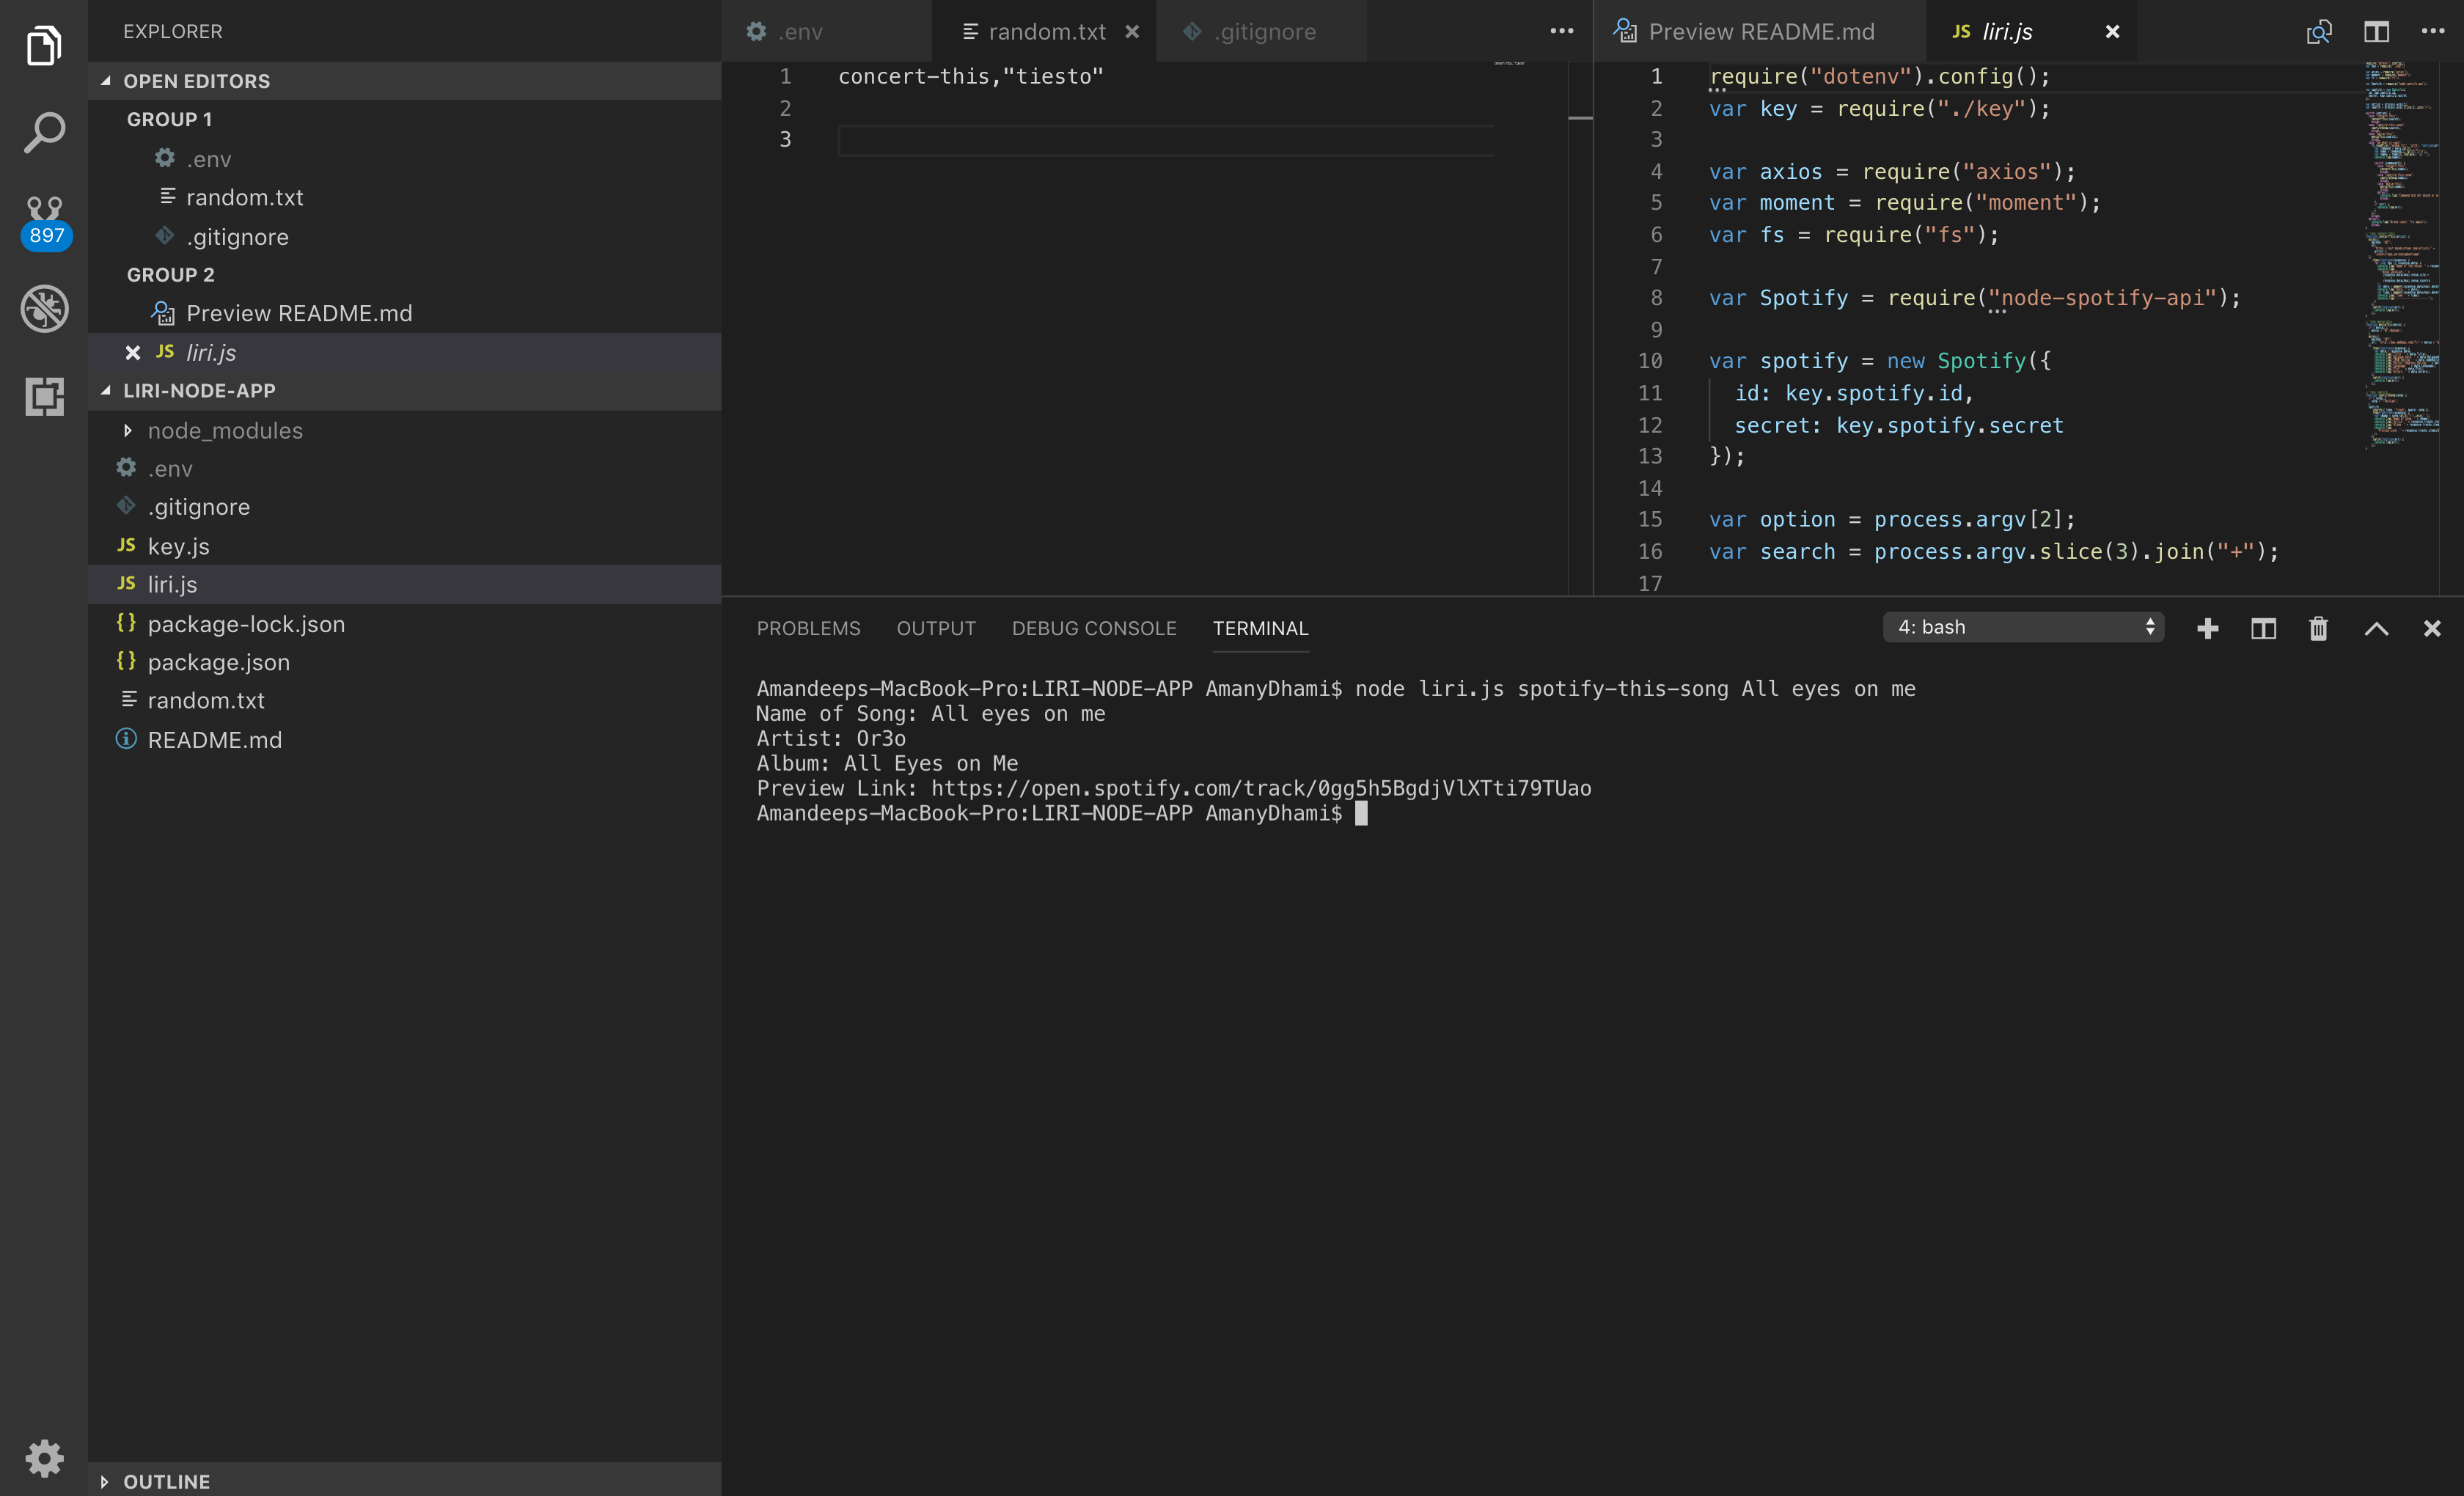 EXPLORER
OPEN EDITORS
GROUP 1
.env
random.txt
.gitignore
GROUP 2
Preview README.md
JS liri.js
LIRI-NODE-APP
node_modules
.env
.gitignore
JS key.js
JS liri.js
{} package-lock.json
{} package.json
random.txt
README.md
OUTLINE
897
.env
random.txt
.gitignore
1 concert-this,"tiesto"
2
3
Preview README.md
JS liri.js
1 require("dotenv").config();
2 var key = require("./key");
3
4 var axios = require("axios");
5 var moment = require("moment");
6 var fs = require("fs");
7
8 var Spotify = require("node-spotify-api");
9
10 var spotify = new Spotify({
11 id: key.spotify.id,
12 secret: key.spotify.secret
13 });
14
15 var option = process.argv[2];
16 var search = process.argv.slice(3).join("+");
17
PROBLEMS OUTPUT DEBUG CONSOLE TERMINAL
4: bash
Amandeeps-MacBook-Pro:LIRI-NODE-APP AmanyDhami$ node liri.js spotify-this-song All eyes on me
Name of Song: All eyes on me
Artist: Or3o
Album: All Eyes on Me
Preview Link: https://open.spotify.com/track/0gg5h5BgdjVlXTti79TUao
Amandeeps-MacBook-Pro:LIRI-NODE-APP AmanyDhami$